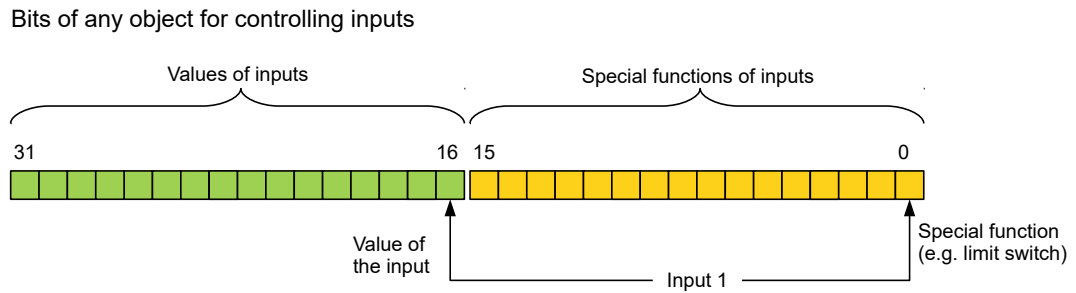 Bits of any object for controlling inputs
Values of inputs
Special functions of inputs
31
16
15
0
Value of
the input
Special function
(e.g. limit switch)
Input 1